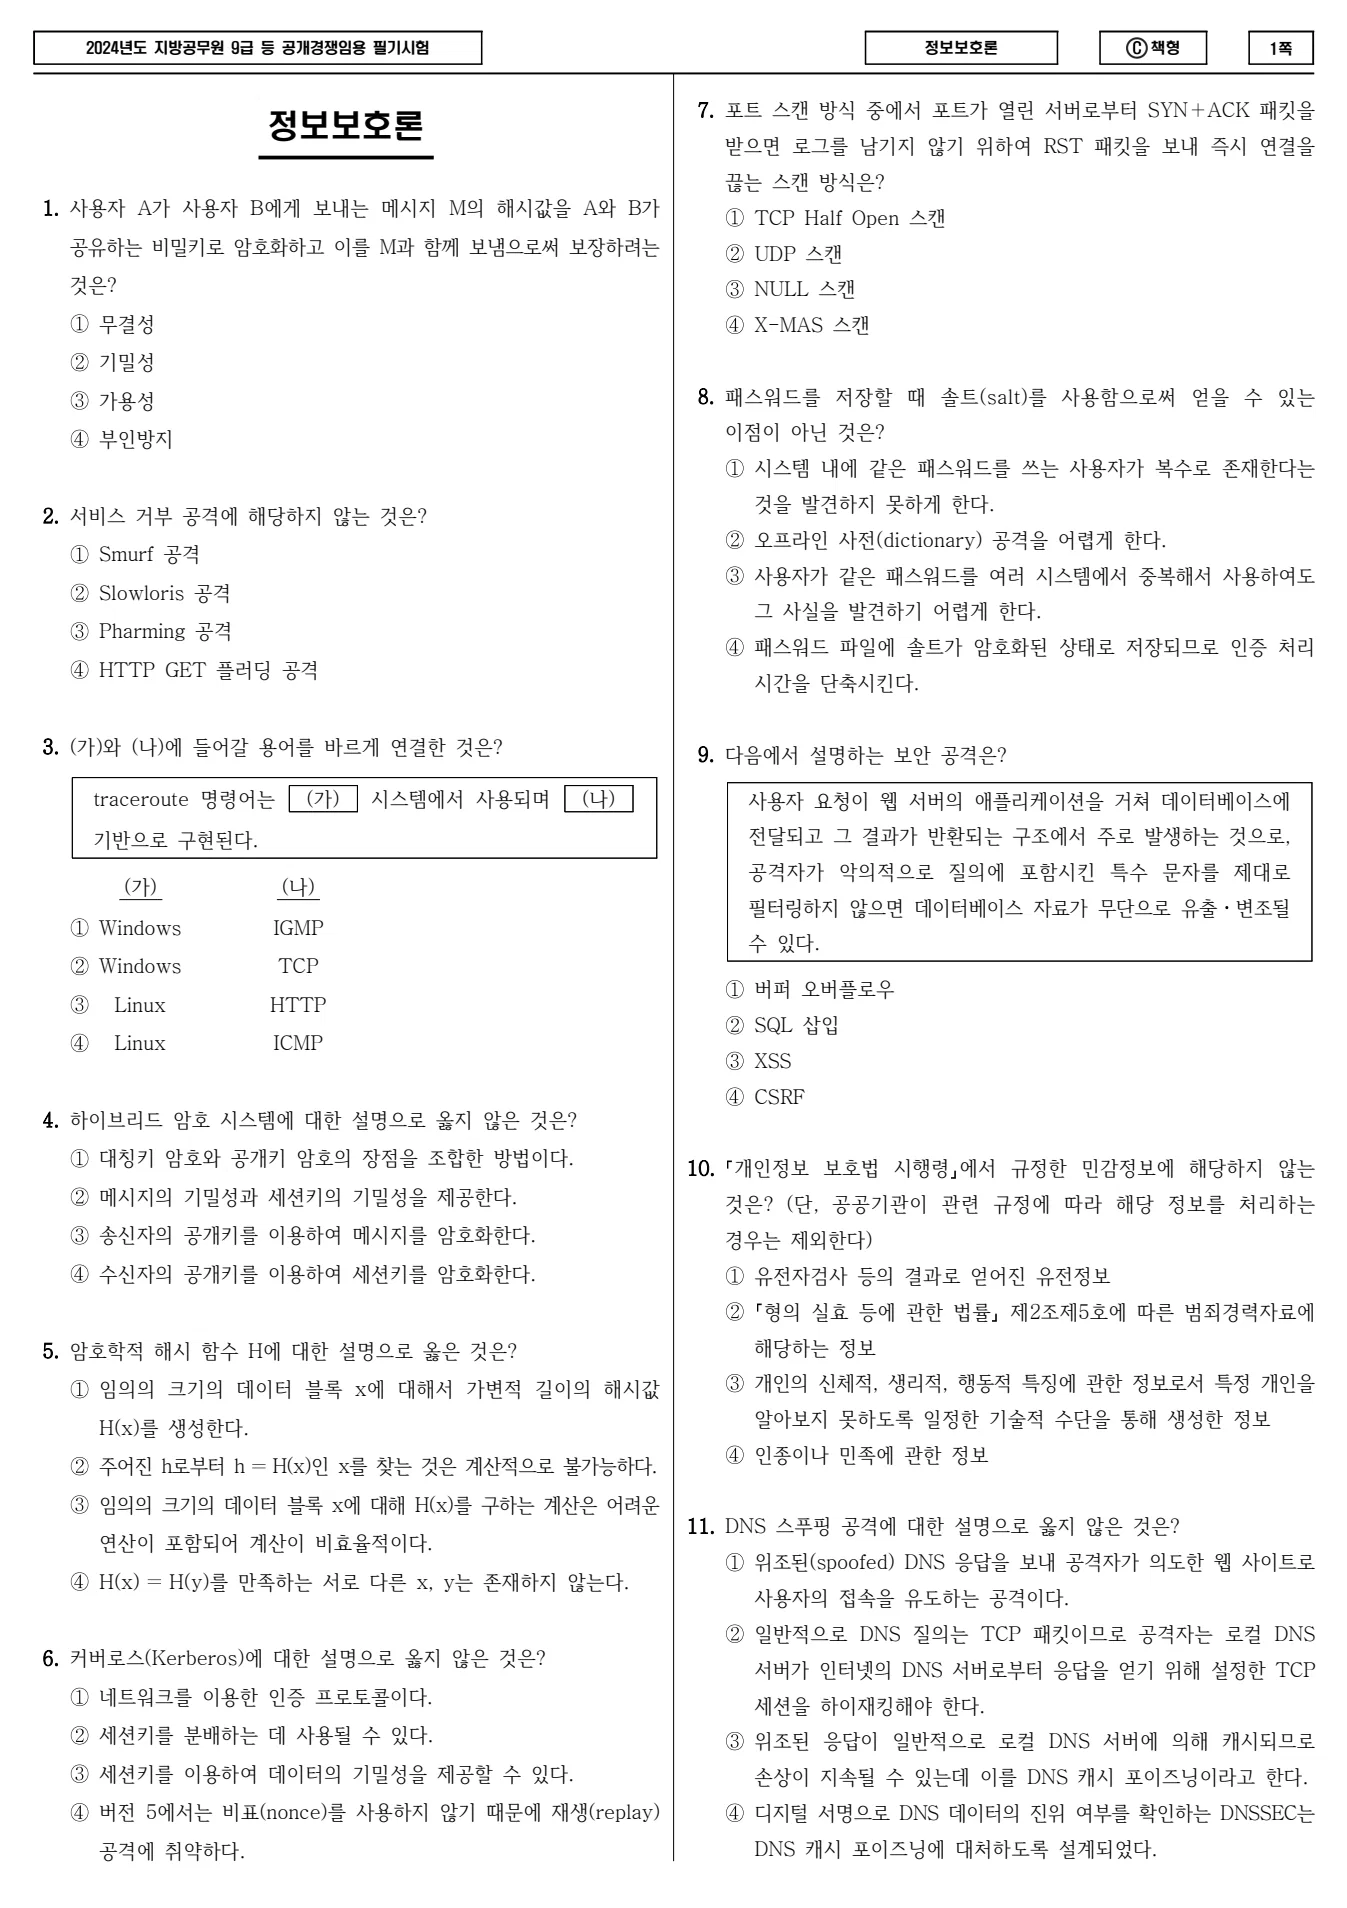 2024년도 지방공무원 9급 등 공개경쟁임용 필기시험
정보보호론
Ⓒ책형
1쪽
정보보호론
1. 사용자 A가 사용자 B에게 보내는 메시지 M의 해시값을 A와 B가
공유하는 비밀키로 암호화하고 이를 M과 함께 보냄으로써 보장하려는
것은?
① 무결성
② 기밀성
③ 가용성
④ 부인방지
2. 서비스 거부 공격에 해당하지 않는 것은?
① Smurf 공격
② Slowloris 공격
③ Pharming 공격
④ HTTP GET 플러딩 공격
3. (가)와 (나)에 들어갈 용어를 바르게 연결한 것은?
traceroute 명령어는 (가) 시스템에서 사용되며 (나)
기반으로 구현된다.
(가) (나)
① Windows IGMP
② Windows TCP
③ Linux HTTP
④ Linux ICMP
4. 하이브리드 암호 시스템에 대한 설명으로 옳지 않은 것은?
① 대칭키 암호와 공개키 암호의 장점을 조합한 방법이다.
② 메시지의 기밀성과 세션키의 기밀성을 제공한다.
③ 송신자의 공개키를 이용하여 메시지를 암호화한다.
④ 수신자의 공개키를 이용하여 세션키를 암호화한다.
5. 암호학적 해시 함수 H에 대한 설명으로 옳은 것은?
① 임의의 크기의 데이터 블록 x에 대해서 가변적 길이의 해시값
H(x)를 생성한다.
② 주어진 h로부터 h = H(x)인 x를 찾는 것은 계산적으로 불가능하다.
③ 임의의 크기의 데이터 블록 x에 대해 H(x)를 구하는 계산은 어려운
연산이 포함되어 계산이 비효율적이다.
④ H(x) = H(y)를 만족하는 서로 다른 x, y는 존재하지 않는다.
6. 커버로스(Kerberos)에 대한 설명으로 옳지 않은 것은?
① 네트워크를 이용한 인증 프로토콜이다.
② 세션키를 분배하는 데 사용될 수 있다.
③ 세션키를 이용하여 데이터의 기밀성을 제공할 수 있다.
④ 버전 5에서는 비표(nonce)를 사용하지 않기 때문에 재생(replay)
공격에 취약하다.
7. 포트 스캔 방식 중에서 포트가 열린 서버로부터 SYN+ACK 패킷을
받으면 로그를 남기지 않기 위하여 RST 패킷을 보내 즉시 연결을
끊는 스캔 방식은?
① TCP Half Open 스캔
② UDP 스캔
③ NULL 스캔
④ X-MAS 스캔
8. 패스워드를 저장할 때 솔트(salt)를 사용함으로써 얻을 수 있는
이점이 아닌 것은?
① 시스템 내에 같은 패스워드를 쓰는 사용자가 복수로 존재한다는
것을 발견하지 못하게 한다.
② 오프라인 사전(dictionary) 공격을 어렵게 한다.
③ 사용자가 같은 패스워드를 여러 시스템에서 중복해서 사용하여도
그 사실을 발견하기 어렵게 한다.
④ 패스워드 파일에 솔트가 암호화된 상태로 저장되므로 인증 처리
시간을 단축시킨다.
9. 다음에서 설명하는 보안 공격은?
사용자 요청이 웹 서버의 애플리케이션을 거쳐 데이터베이스에
전달되고 그 결과가 반환되는 구조에서 주로 발생하는 것으로,
공격자가 악의적으로 질의에 포함시킨 특수 문자를 제대로
필터링하지 않으면 데이터베이스 자료가 무단으로 유출·변조될
수 있다.
① 버퍼 오버플로우
② SQL 삽입
③ XSS
④ CSRF
10. ｢개인정보 보호법 시행령｣에서 규정한 민감정보에 해당하지 않는
것은? (단, 공공기관이 관련 규정에 따라 해당 정보를 처리하는
경우는 제외한다)
① 유전자검사 등의 결과로 얻어진 유전정보
② ｢형의 실효 등에 관한 법률｣ 제2조제5호에 따른 범죄경력자료에
해당하는 정보
③ 개인의 신체적, 생리적, 행동적 특징에 관한 정보로서 특정 개인을
알아보지 못하도록 일정한 기술적 수단을 통해 생성한 정보
④ 인종이나 민족에 관한 정보
11. DNS 스푸핑 공격에 대한 설명으로 옳지 않은 것은?
① 위조된(spoofed) DNS 응답을 보내 공격자가 의도한 웹 사이트로
사용자의 접속을 유도하는 공격이다.
② 일반적으로 DNS 질의는 TCP 패킷이므로 공격자는 로컬 DNS
서버가 인터넷의 DNS 서버로부터 응답을 얻기 위해 설정한 TCP
세션을 하이재킹해야 한다.
③ 위조된 응답이 일반적으로 로컬 DNS 서버에 의해 캐시되므로
손상이 지속될 수 있는데 이를 DNS 캐시 포이즈닝이라고 한다.
④ 디지털 서명으로 DNS 데이터의 진위 여부를 확인하는 DNSSEC는
DNS 캐시 포이즈닝에 대처하도록 설계되었다.